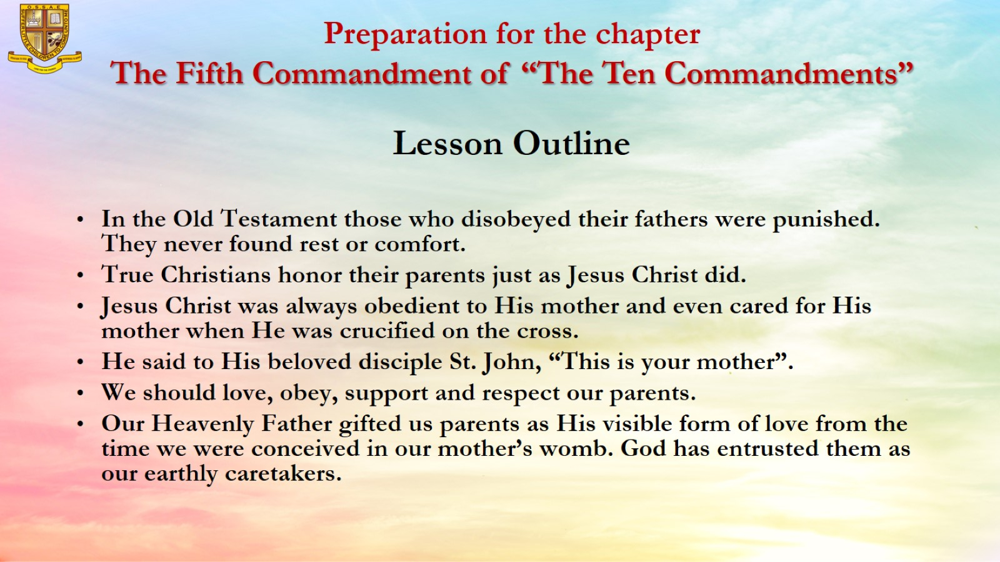 O.S.S.A.E
SUFFER LITTLE CHILDREN TO COME UNTO ME
Preparation for the chapter
The Fifth Commandment of “The Ten Commandments”
Lesson Outline
• In the Old Testament those who disobeyed their fathers were punished.
They never found rest or comfort.
• True Christians honor their parents just as Jesus Christ did.
• Jesus Christ was always obedient to His mother and even cared for His
mother when He was crucified on the cross.
• He said to His beloved disciple St. John, “This is your mother”.
• We should love, obey, support and respect our parents.
• Our Heavenly Father gifted us parents as His visible form of love from the
time we were conceived in our mother’s womb. God has entrusted them as
our earthly caretakers.